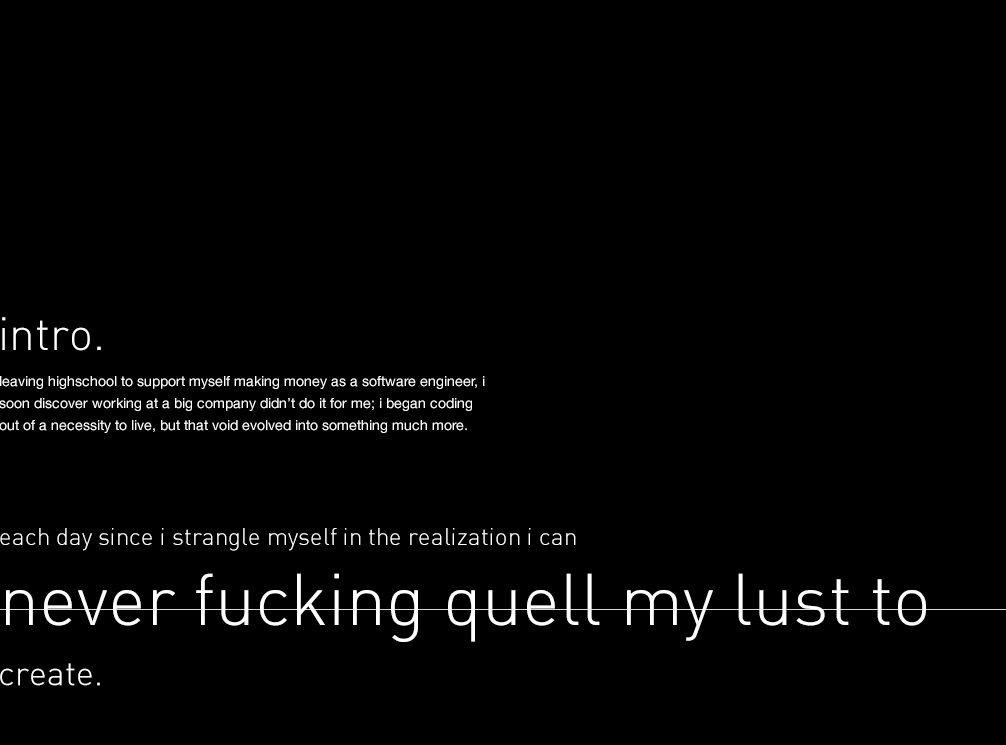 intro.
leaving highschool to support myself making money as a software engineer, i
soon discover working at a big company didn't do it for me; i began coding
out of a necessity to live, but that void evolved into something much more.
each day since i strangle myself in the realization i can
never fucking quell my lust to
create.